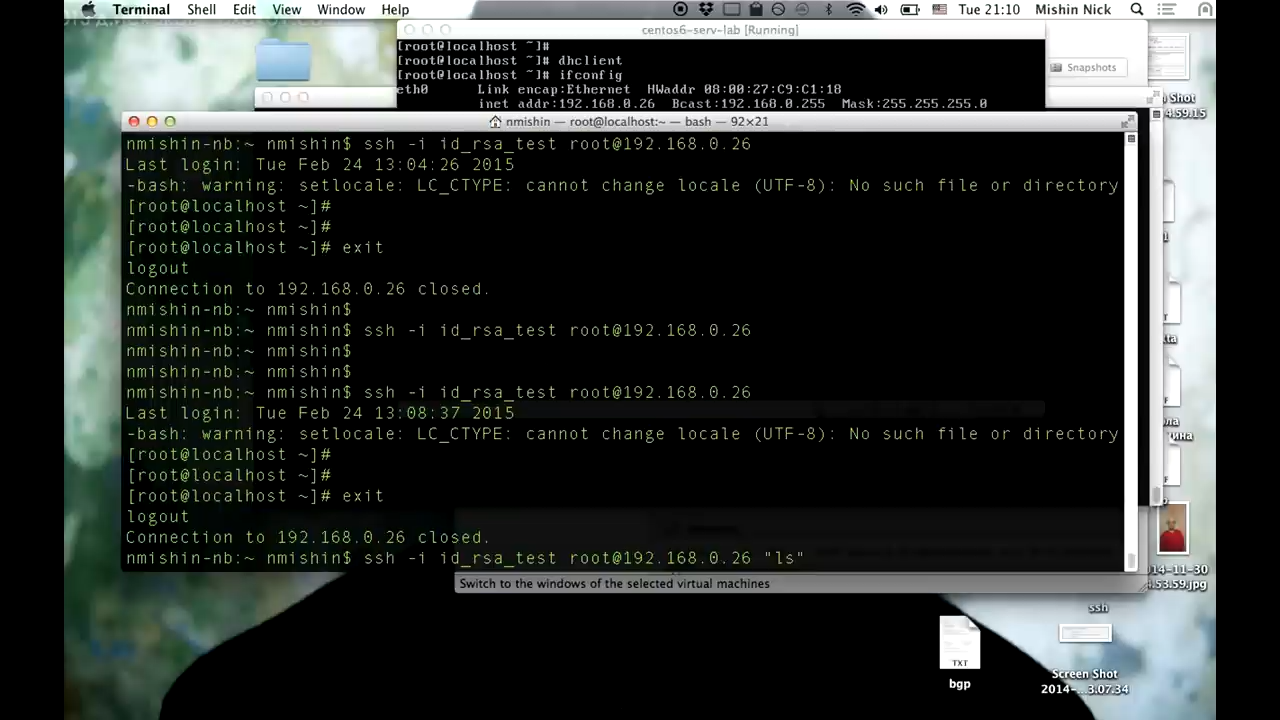 Terminal Shell Edit View Window Help Tue 21:10 Mishin Nick
centos6-serv-lab [Running]
[root@localhost ~]#
[root@localhost ~]# dhclient
[root@localhost ~]# ifconfig
eth0 Link encap:Ethernet HWaddr 08:00:27:C9:C1:18
inet addr:192.168.0.26 Bcast:192.168.0.255 Mask:255.255.255.0
Snapshots
Shot
4.59.15
nmishin — root@localhost:~ — bash — 92×21
nmishin-nb:~ nmishin$ ssh -i id_rsa_test root@192.168.0.26
Last login: Tue Feb 24 13:04:26 2015
-bash: warning: setlocale: LC_CTYPE: cannot change locale (UTF-8): No such file or directory
[root@localhost ~]#
[root@localhost ~]#
[root@localhost ~]# exit
logout
Connection to 192.168.0.26 closed.
nmishin-nb:~ nmishin$
nmishin-nb:~ nmishin$ ssh -i id_rsa_test root@192.168.0.26
nmishin-nb:~ nmishin$
nmishin-nb:~ nmishin$
nmishin-nb:~ nmishin$ ssh -i id_rsa_test root@192.168.0.26
Last login: Tue Feb 24 13:08:37 2015
-bash: warning: setlocale: LC_CTYPE: cannot change locale (UTF-8): No such file or directory
[root@localhost ~]#
[root@localhost ~]#
[root@localhost ~]# exit
logout
Connection to 192.168.0.26 closed.
nmishin-nb:~ nmishin$ ssh -i id_rsa_test root@192.168.0.26 "ls"
Switch to the windows of the selected virtual machines
14-11-30
.53.59.jpg
ssh
TXT
bgp
Screen Shot
2014-...3.07.34